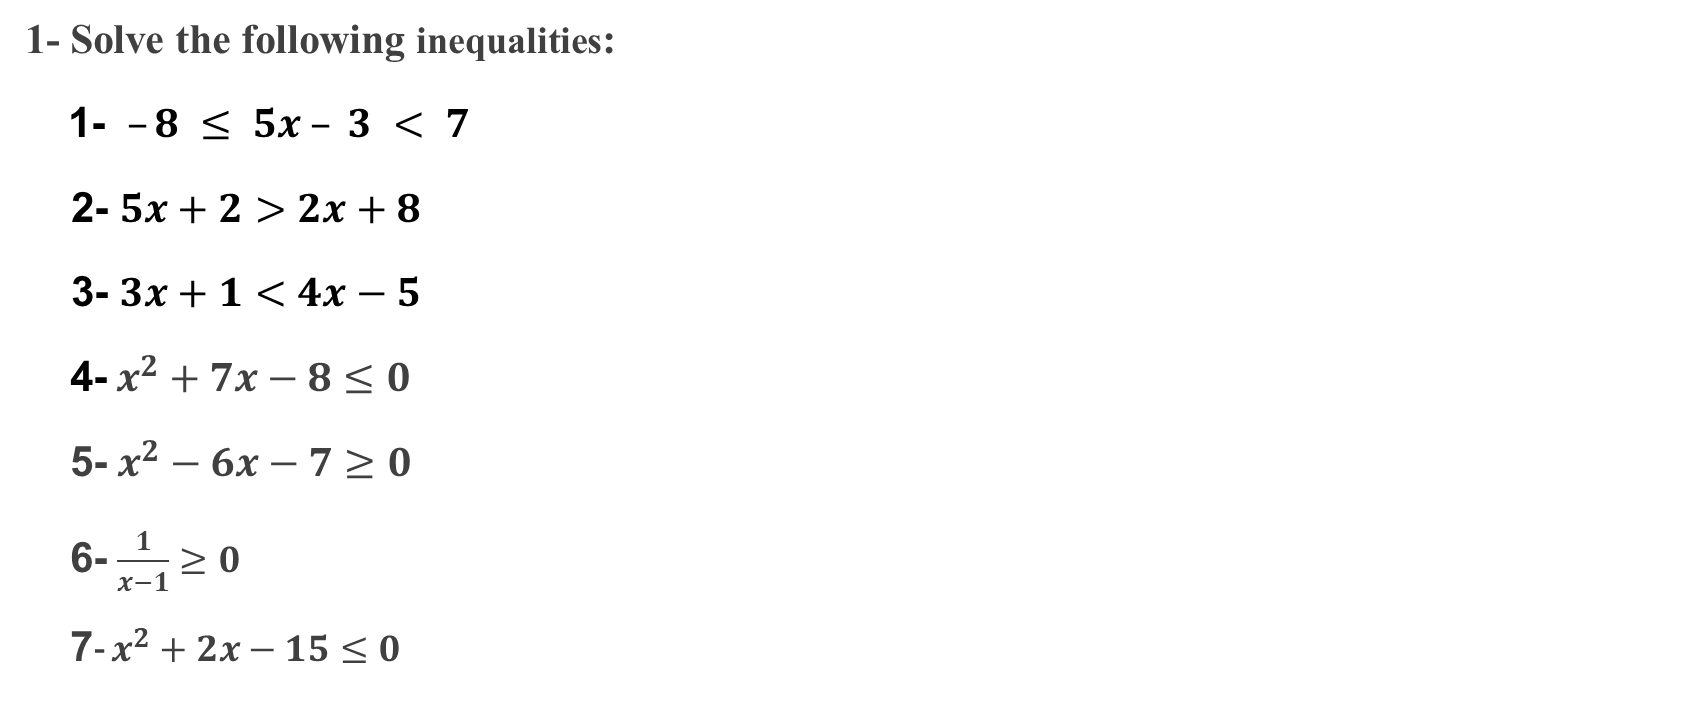 1- Solve the following inequalities:
1- –8 ≤ 5x – 3 < 7
2- 5x + 2 > 2x + 8
3- 3x + 1 < 4x − 5
4- x² + 7x − 8 ≤ 0
5- x² − 6x − 7 ≥ 0
6- 1/(x−1) ≥ 0
7- x² + 2x − 15 ≤ 0